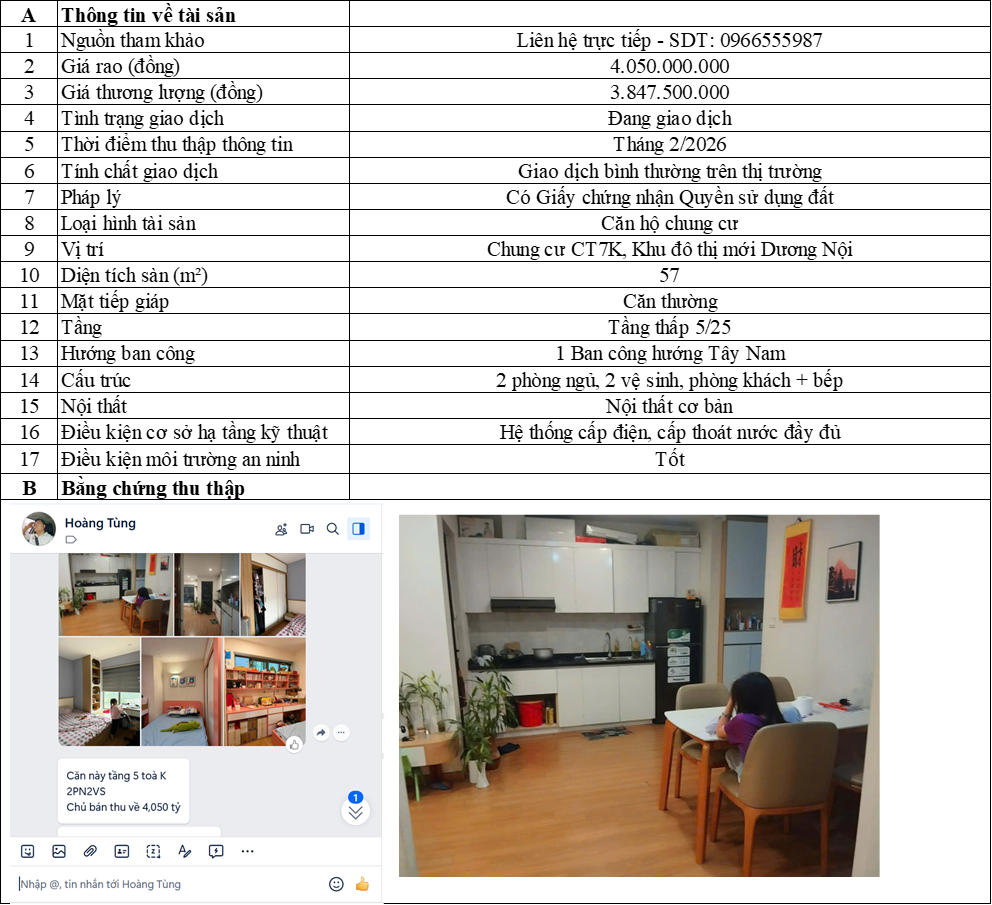 A Thông tin về tài sản
1 Nguồn tham khảo Liên hệ trực tiếp - SDT: 0966555987
2 Giá rao (đồng) 4.050.000.000
3 Giá thương lượng (đồng) 3.847.500.000
4 Tình trạng giao dịch Đang giao dịch
5 Thời điểm thu thập thông tin Tháng 2/2026
6 Tính chất giao dịch Giao dịch bình thường trên thị trường
7 Pháp lý Có Giấy chứng nhận Quyền sử dụng đất
8 Loại hình tài sản Căn hộ chung cư
9 Vị trí Chung cư CT7K, Khu đô thị mới Dương Nội
10 Diện tích sàn (m²) 57
11 Mặt tiếp giáp Căn thường
12 Tầng Tầng thấp 5/25
13 Hướng ban công 1 Ban công hướng Tây Nam
14 Cấu trúc 2 phòng ngủ, 2 vệ sinh, phòng khách + bếp
15 Nội thất Nội thất cơ bản
16 Điều kiện cơ sở hạ tầng kỹ thuật Hệ thống cấp điện, cấp thoát nước đầy đủ
17 Điều kiện môi trường an ninh Tốt
B Bằng chứng thu thập
Hoàng Tùng
Căn này tầng 5 toà K
2PN2VS
Chủ bán thu về 4,050 tỷ
1
Nhập @, tin nhắn tới Hoàng Tùng